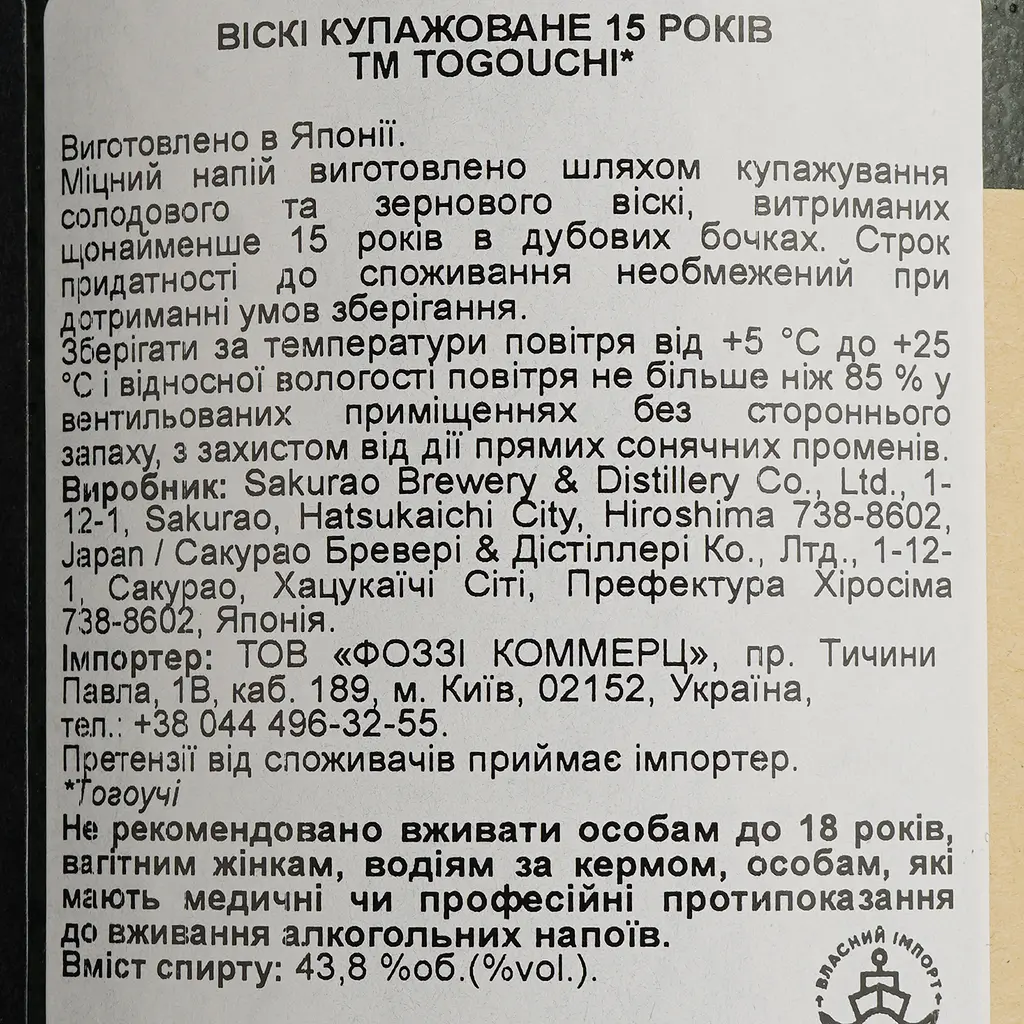 ВІСКІ КУПАЖОВАНЕ 15 РОКІВ
ТМ TOGOUCHI*
Виготовлено в Японії.
Міцний напій виготовлено шляхом купажування
солодового та зернового віскі, витриманих
щонайменше 15 років в дубових бочках. Строк
придатності до споживання необмежений при
дотриманні умов зберігання.
Зберігати за температури повітря від +5 °С до +25
°С і відносної вологості повітря не більше ніж 85 % у
вентильованих приміщеннях без стороннього
запаху, з захистом від дії прямих сонячних променів.
Виробник: Sakurao Brewery & Distillery Co., Ltd., 1-
12-1, Sakurao, Hatsukaichi City, Hiroshima 738-8602,
Japan / Сакурао Бревері & Дістіллері Ко., Лтд., 1-12-
1, Сакурао, Хацукаїчі Сіті, Префектура Хіросіма
738-8602, Японія.
Імпортер: ТОВ «ФОЗЗІ КОММЕРЦ», пр. Тичини
Павла, 1В, каб. 189, м. Київ, 02152, Україна,
тел.: +38 044 496-32-55.
Претензії від споживачів приймає імпортер.
*Тогоучі
Не рекомендовано вживати особам до 18 років,
вагітним жінкам, водіям за кермом, особам, які
мають медичні чи професійні протипоказання
до вживання алкогольних напоїв.
Вміст спирту: 43,8 %об.(%vol.).
ВЛАСНИЙ ІМПОРТ